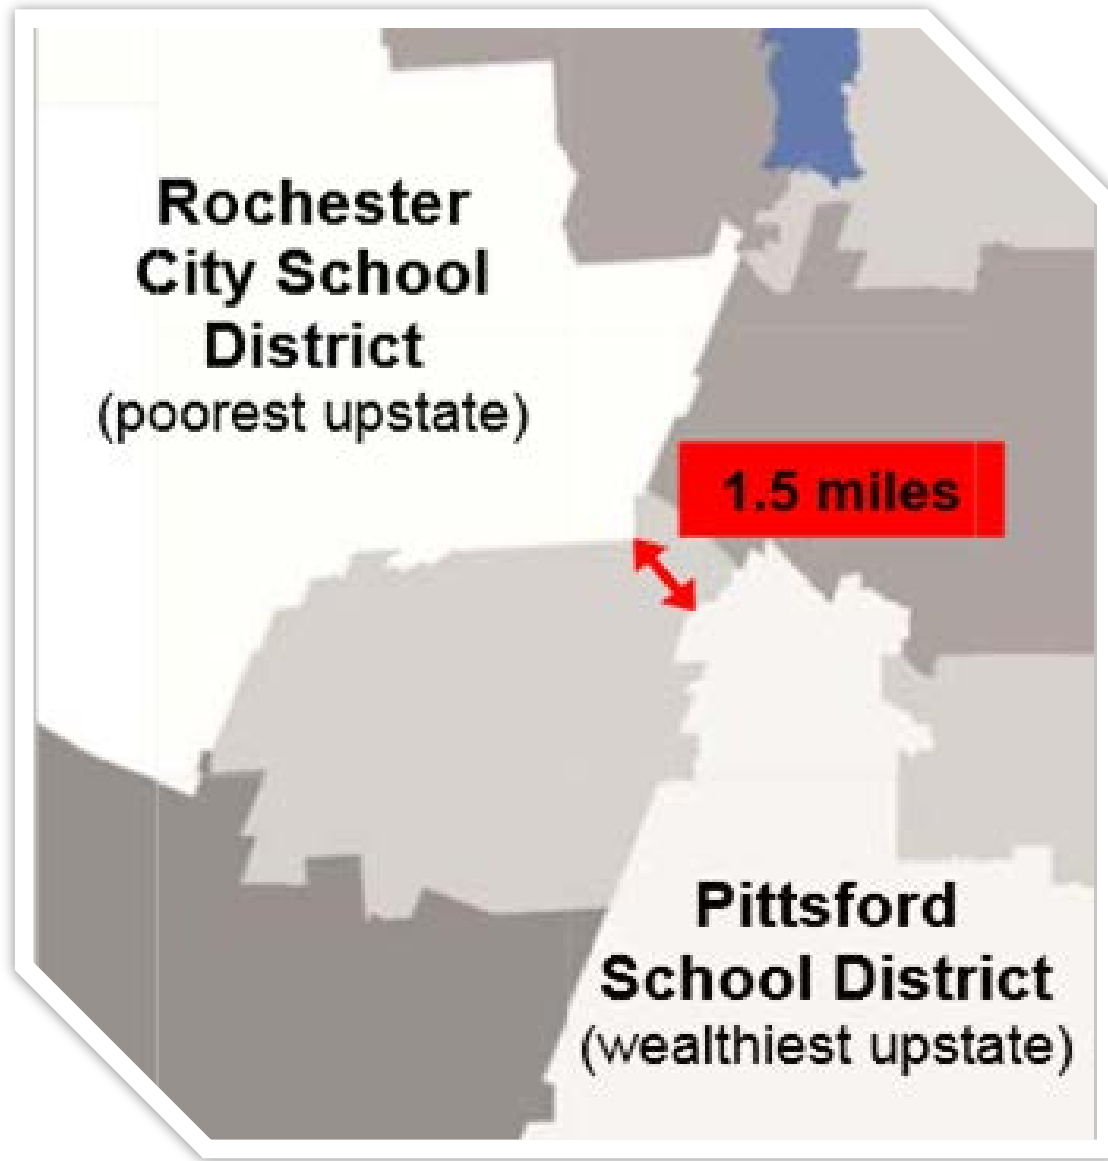 Rochester
City School
District
(poorest upstate)
1.5 miles
Pittsford
School District
(wealthiest upstate)